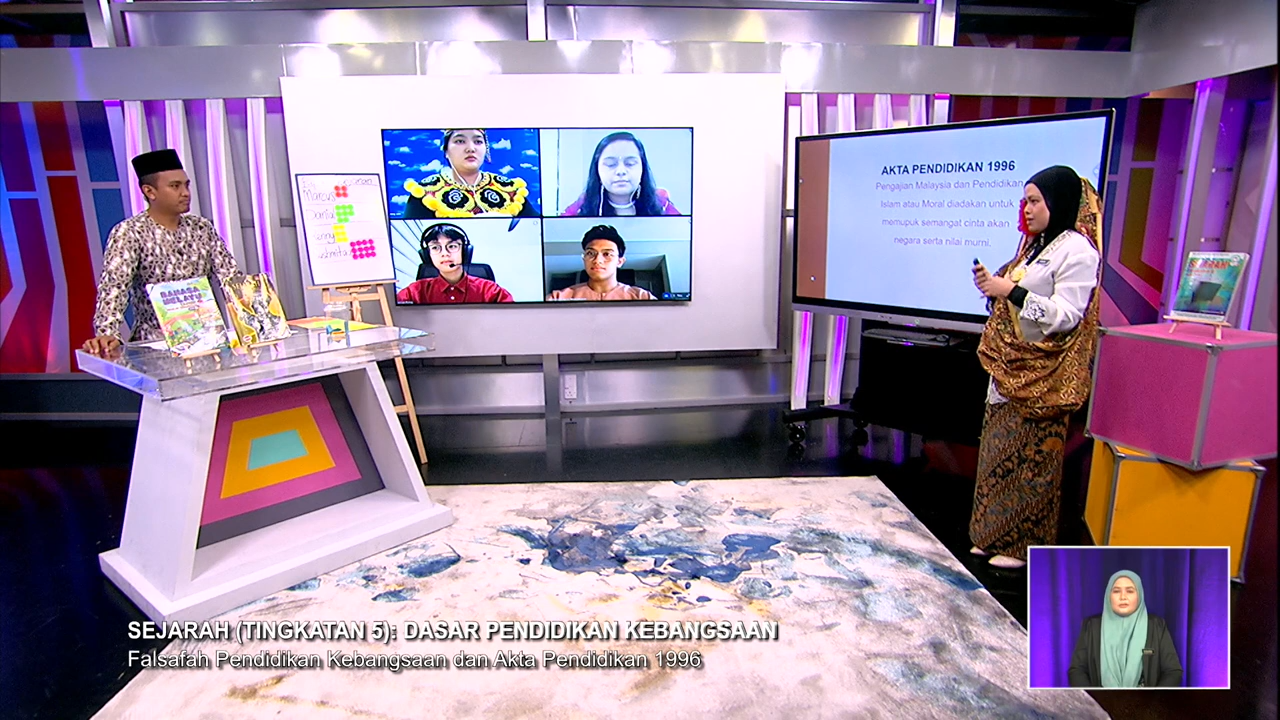 Marcus
AKTA PENDIDIKAN 1996
Pengajian Malaysia dan Pendidikan
Islam atau Moral diadakan untuk
memupuk semangat cinta akan
negara serta nilai murni.
BAHASA
MELAYU
SEJARAH (TINGKATAN 5): DASAR PENDIDIKAN KEBANGSAAN
Falsafah Pendidikan Kebangsaan dan Akta Pendidikan 1996